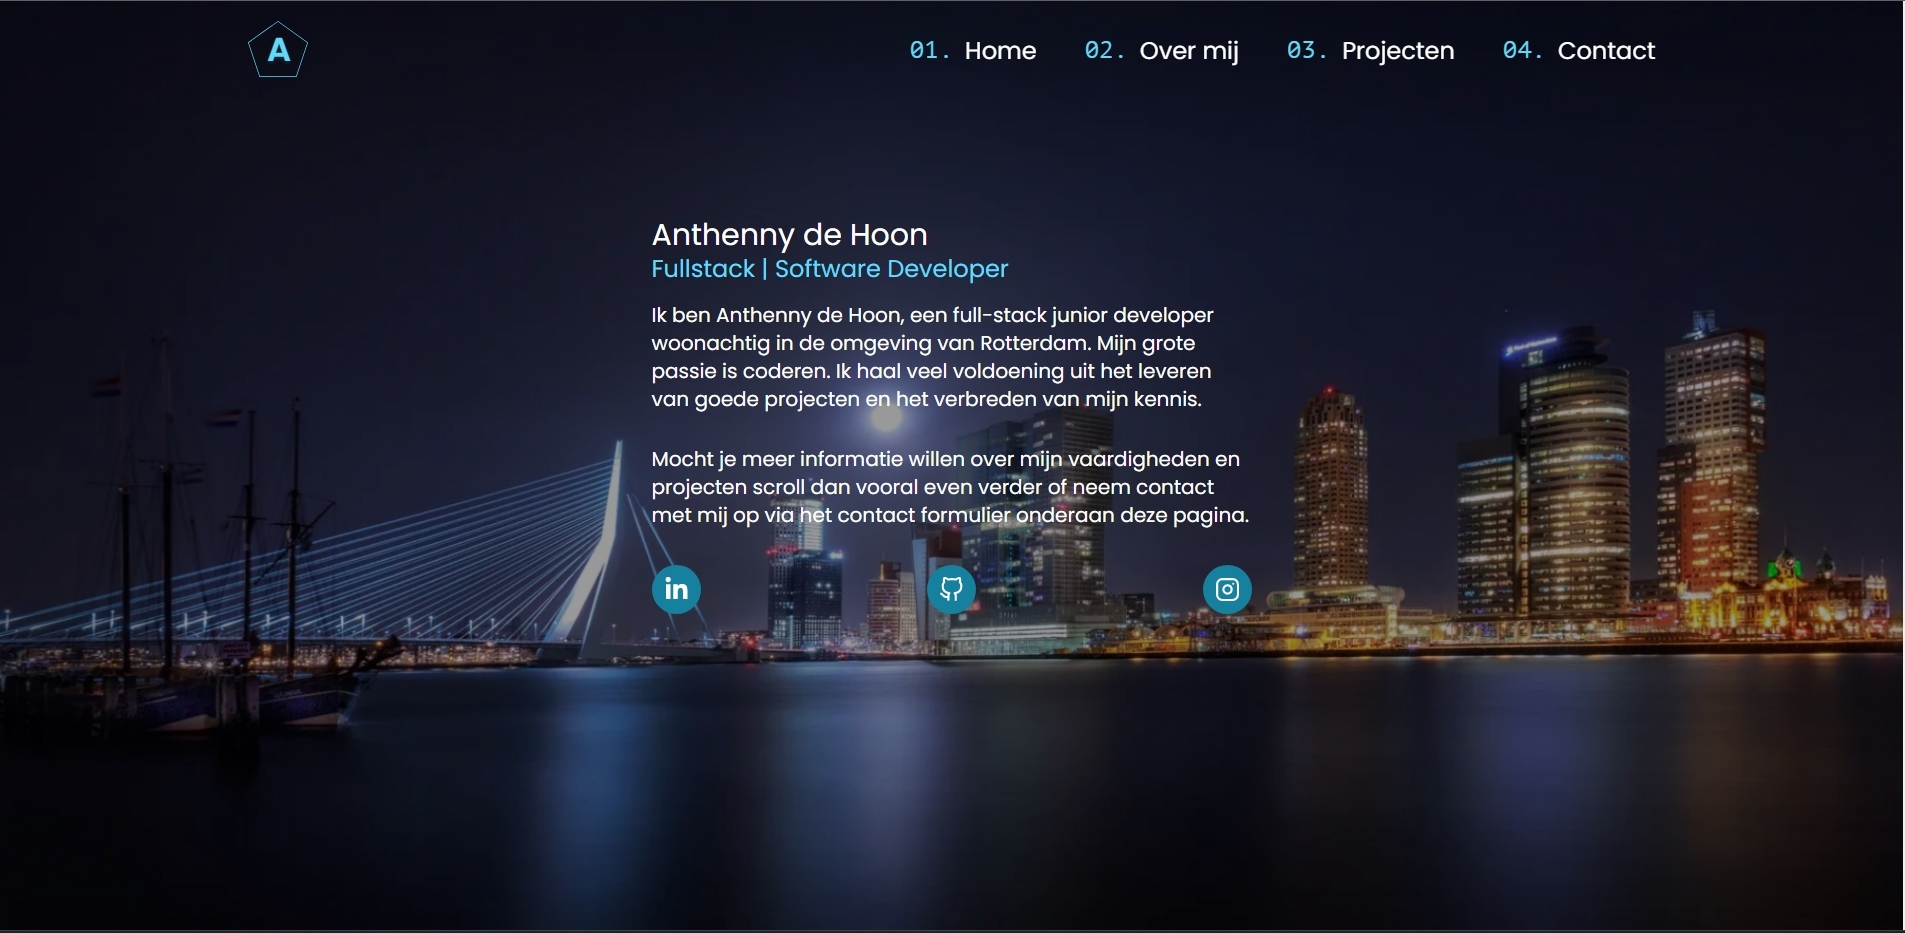 A
01. Home 02. Over mij 03. Projecten 04. Contact
Anthenny de Hoon
Fullstack | Software Developer
Ik ben Anthenny de Hoon, een full-stack junior developer
woonachtig in de omgeving van Rotterdam. Mijn grote
passie is coderen. Ik haal veel voldoening uit het leveren
van goede projecten en het verbreden van mijn kennis.
Mocht je meer informatie willen over mijn vaardigheden en
projecten scroll dan vooral even verder of neem contact
met mij op via het contact formulier onderaan deze pagina.
in